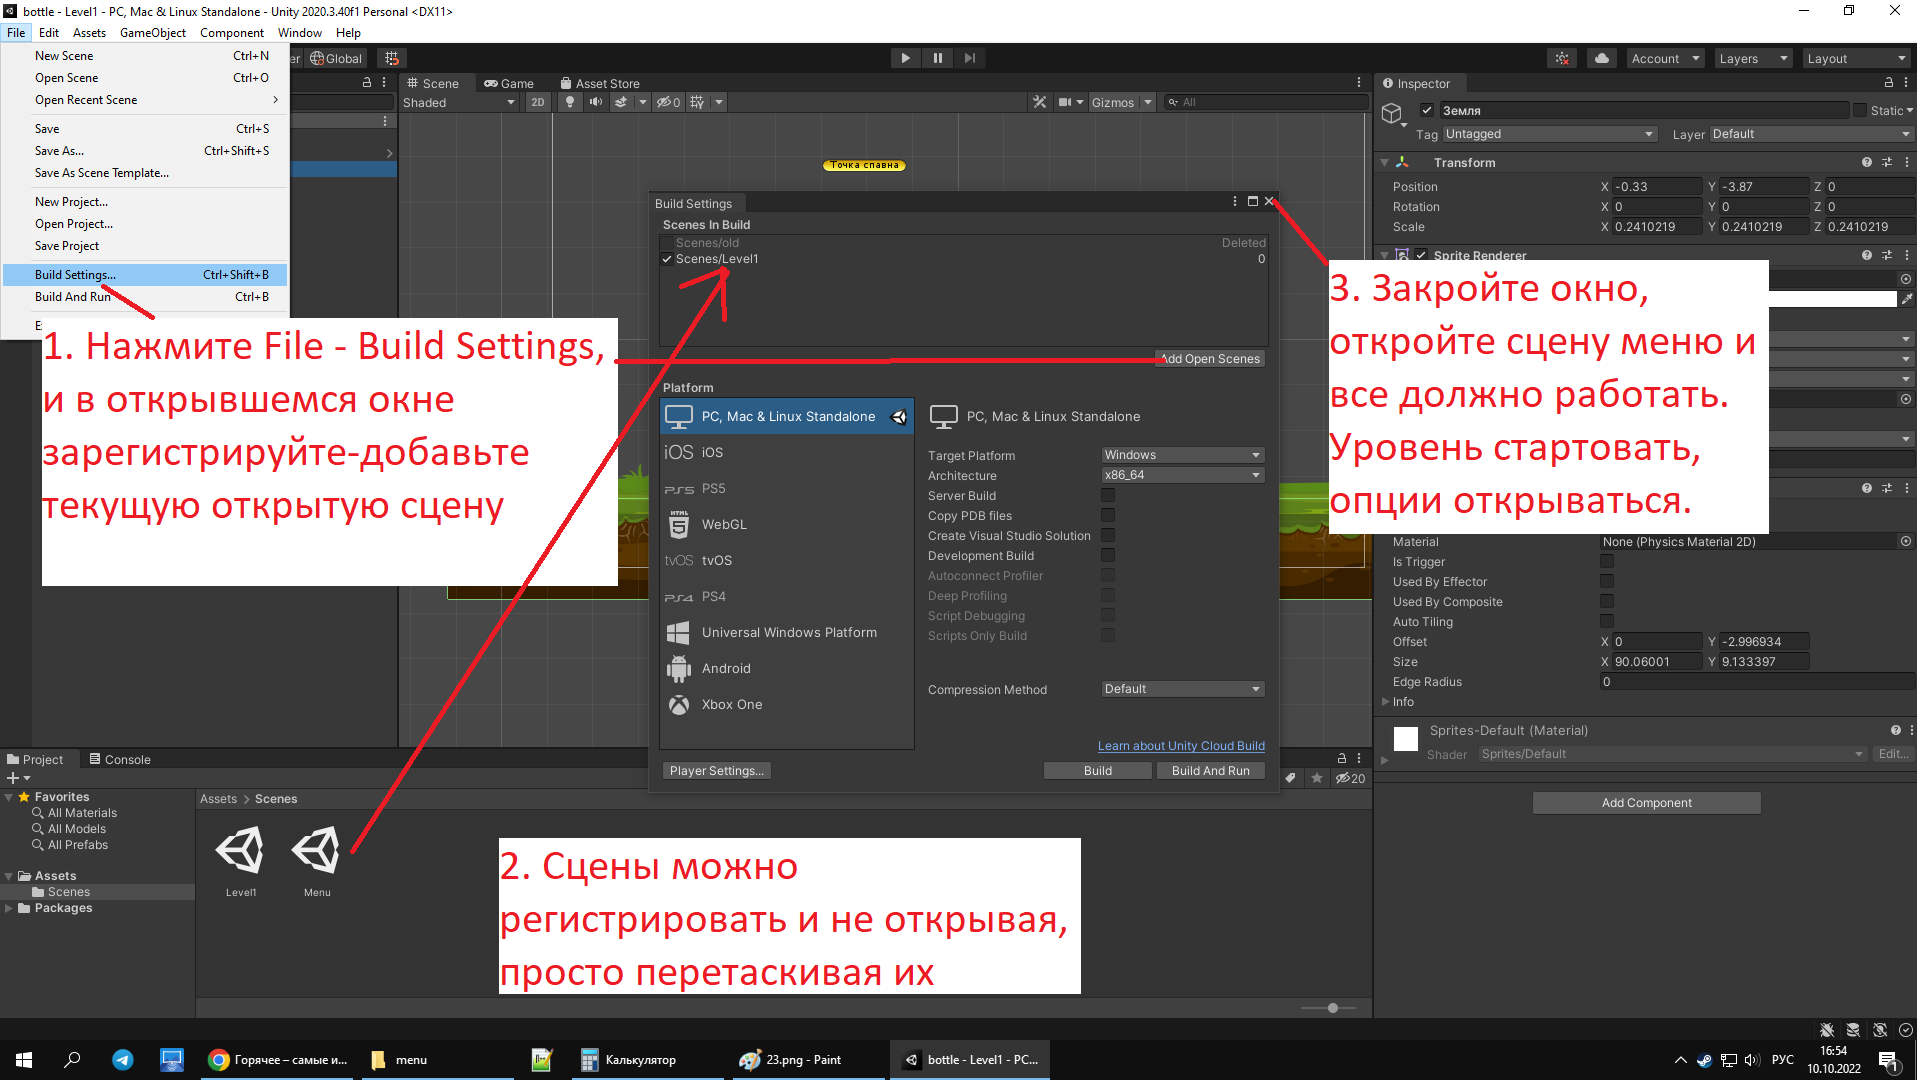 bottle - Level1 - PC, Mac & Linux Standalone - Unity 2020.3.40f1 Personal <DX11>
File Edit Assets GameObject Component Window Help
New Scene Ctrl+N
Open Scene Ctrl+O
Open Recent Scene
Save Ctrl+S
Save As... Ctrl+Shift+S
Save As Scene Template...
New Project...
Open Project...
Save Project
Build Settings... Ctrl+Shift+B
Build And Run Ctrl+B
Global
Account Layers Layout
Scene Game Asset Store
Shaded 2D 0 Gizmos All
Точка спавна
1. Нажмите File - Build Settings,
и в открывшемся окне
зарегистрируйте-добавьте
текущую открытую сцену
Build Settings
Scenes In Build
Scenes/old Deleted
Scenes/Level1 0
Add Open Scenes
Platform
PC, Mac & Linux Standalone
iOS iOS
PS5 PS5
HTML WebGL
tvOS tvOS
PS4 PS4
Universal Windows Platform
Android
Xbox One
PC, Mac & Linux Standalone
Target Platform Windows
Architecture x86_64
Server Build
Copy PDB files
Create Visual Studio Solution
Development Build
Autoconnect Profiler
Deep Profiling
Script Debugging
Scripts Only Build
Compression Method Default
Learn about Unity Cloud Build
Player Settings... Build Build And Run
Inspector
Земля Static
Tag Untagged Layer Default
Transform
Position X -0.33 Y -3.87 Z 0
Rotation X 0 Y 0 Z 0
Scale X 0.2410219 Y 0.2410219 Z 0.2410219
Sprite Renderer
3. Закройте окно,
откройте сцену меню и
все должно работать.
Уровень стартовать,
опции открываться.
Material None (Physics Material 2D)
Is Trigger
Used By Effector
Used By Composite
Auto Tiling
Offset X 0 Y -2.996934
Size X 90.06001 Y 9.133397
Edge Radius 0
Info
Sprites-Default (Material)
Shader Sprites/Default Edit...
Add Component
Project Console
20
Favorites
All Materials
All Models
All Prefabs
Assets
Scenes
Packages
Assets > Scenes
Level1 Menu
2. Сцены можно
регистрировать и не открывая,
просто перетаскивая их
Горячее – самые и... menu Калькулятор 23.png - Paint bottle - Level1 - PC...
РУС 16:54
10.10.2022
1